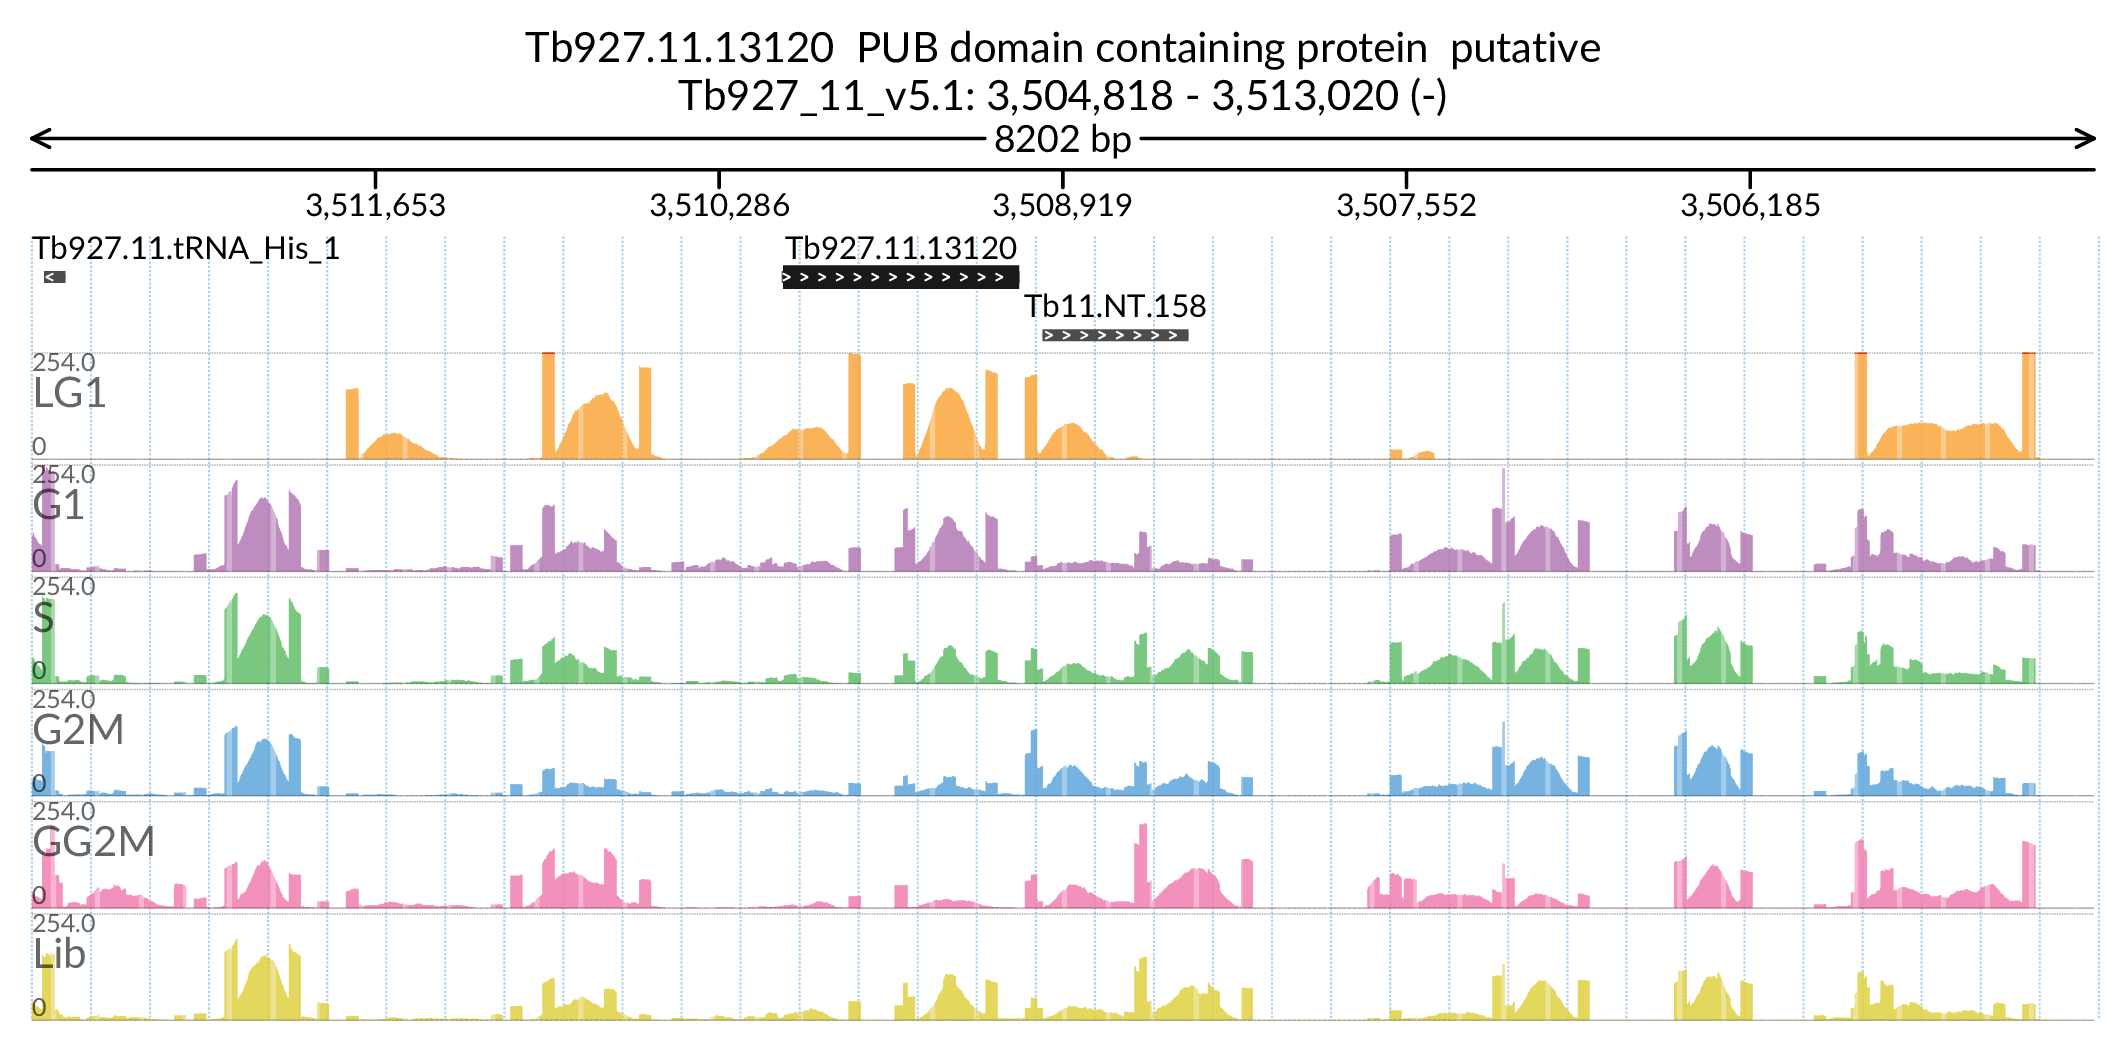 Tb927.11.13120  PUB domain containing protein  putative
Tb927_11_v5.1: 3,504,818 - 3,513,020 (-)
8202 bp
3,511,653 3,510,286 3,508,919 3,507,552 3,506,185
Tb927.11.tRNA_His_1 Tb927.11.13120
Tb11.NT.158
254.0
LG1
0
254.0
G1
0
254.0
S
0
254.0
G2M
0
254.0
GG2M
0
254.0
Lib
0